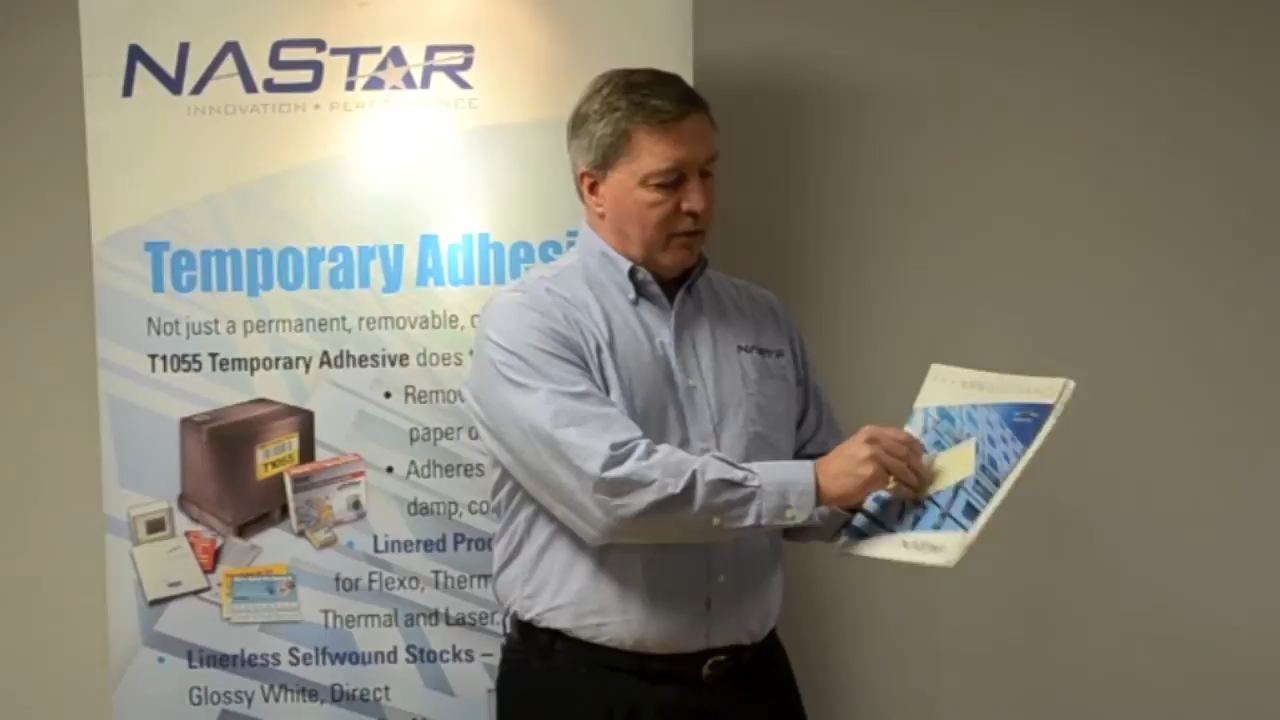 NASTAR
INNOVATION • PERFORMANCE
Temporary Adhesi
Not just a permanent, removable, c
T1055 Temporary Adhesive does
• Remov
paper o
• Adheres
damp, co
• Linered Prod
for Flexo, Therm
Thermal and Laser
• Linerless Selfwound Stocks –
Glossy White, Direct
T1055
NASTAR